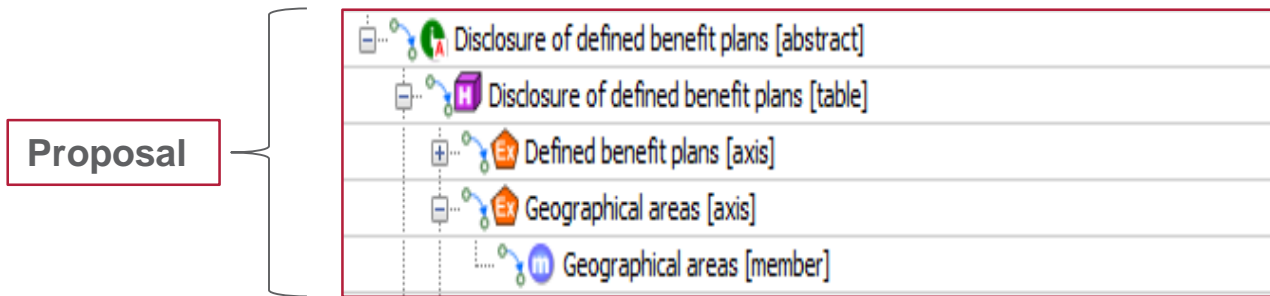 Disclosure of defined benefit plans [abstract]
Disclosure of defined benefit plans [table]
Proposal
Defined benefit plans [axis]
Geographical areas [axis]
Geographical areas [member]